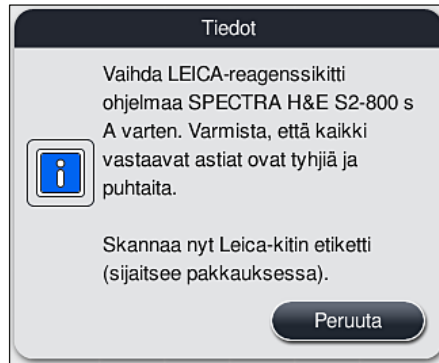 Tiedot
Vaihda LEICA-reagenssikitti
ohjelmaa SPECTRA H&E S2-800 s
A varten. Varmista, että kaikki
vastaavat astiat ovat tyhjiä ja
puhtaita.
Skannaa nyt Leica-kitin etiketti
(sijaitsee pakkauksessa).
Peruuta